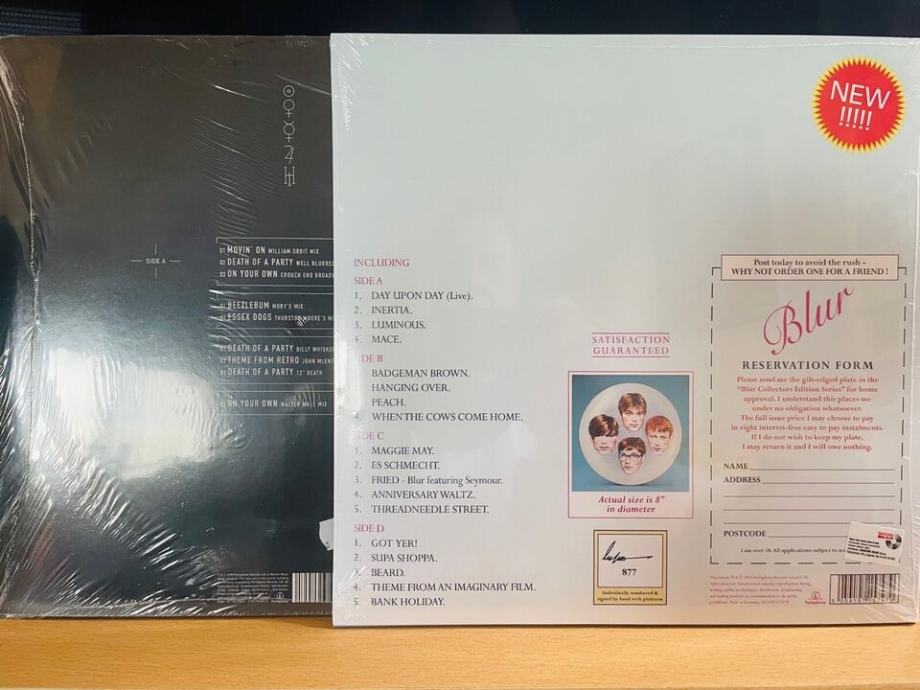 SIDE A
01 MOVIN' ON WILLIAM ORBIT MIX
02 DEATH OF A PARTY WELL BLURRED
03 ON YOUR OWN CROUCH END BROADW
BEETLEBUM MOBY'S MIX
ESSEX DOGS THURSTON MOORE'S MI
DEATH OF A PARTY BILLY WHISKER
THEME FROM RETRO JOHN MCENT
DEATH OF A PARTY 12" DEATH
ON YOUR OWN WALTER WALL MIX
NEW
!!!!!
INCLUDING
SIDE A
1. DAY UPON DAY (Live).
2. INERTIA.
3. LUMINOUS.
4. MACE.
SIDE B
BADGEMAN BROWN.
HANGING OVER.
PEACH.
4. WHEN THE COWS COME HOME.
SIDE C
1. MAGGIE MAY.
2. ES SCHMECHT.
3. FRIED - Blur featuring Seymour.
4. ANNIVERSARY WALTZ.
5. THREADNEEDLE STREET.
SIDE D
1. GOT YER!
2. SUPA SHOPPA.
3. BEARD.
4. THEME FROM AN IMAGINARY FILM.
5. BANK HOLIDAY.
SATISFACTION
GUARANTEED
Actual size is 8"
in diameter
877
Individually numbered &
signed by hand with platinum
Post today to avoid the rush -
WHY NOT ORDER ONE FOR A FRIEND !
Blur
RESERVATION FORM
Please send me the gilt-edged plate in the
"Blur Collectors Edition Series" for home
approval. I understand this places me
under no obligation whatsoever.
The full issue price I may choose to pay
in eight interest-free easy to pay instalments.
If I do not wish to keep my plate,
I may return it and I will owe nothing.
NAME
ADDRESS
POSTCODE
I am over 18. All applications subject to
Parlophone